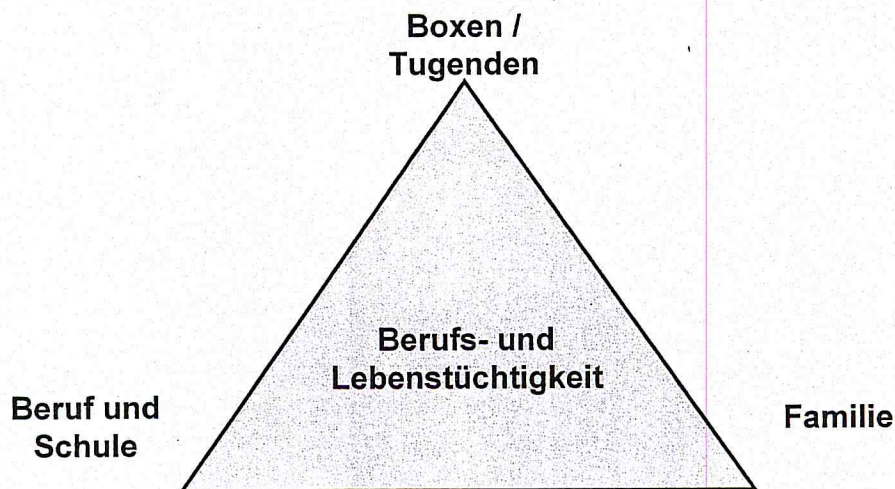 Boxen /
Tugenden
Berufs- und
Lebenstüchtigkeit
Beruf und
Schule
Familie